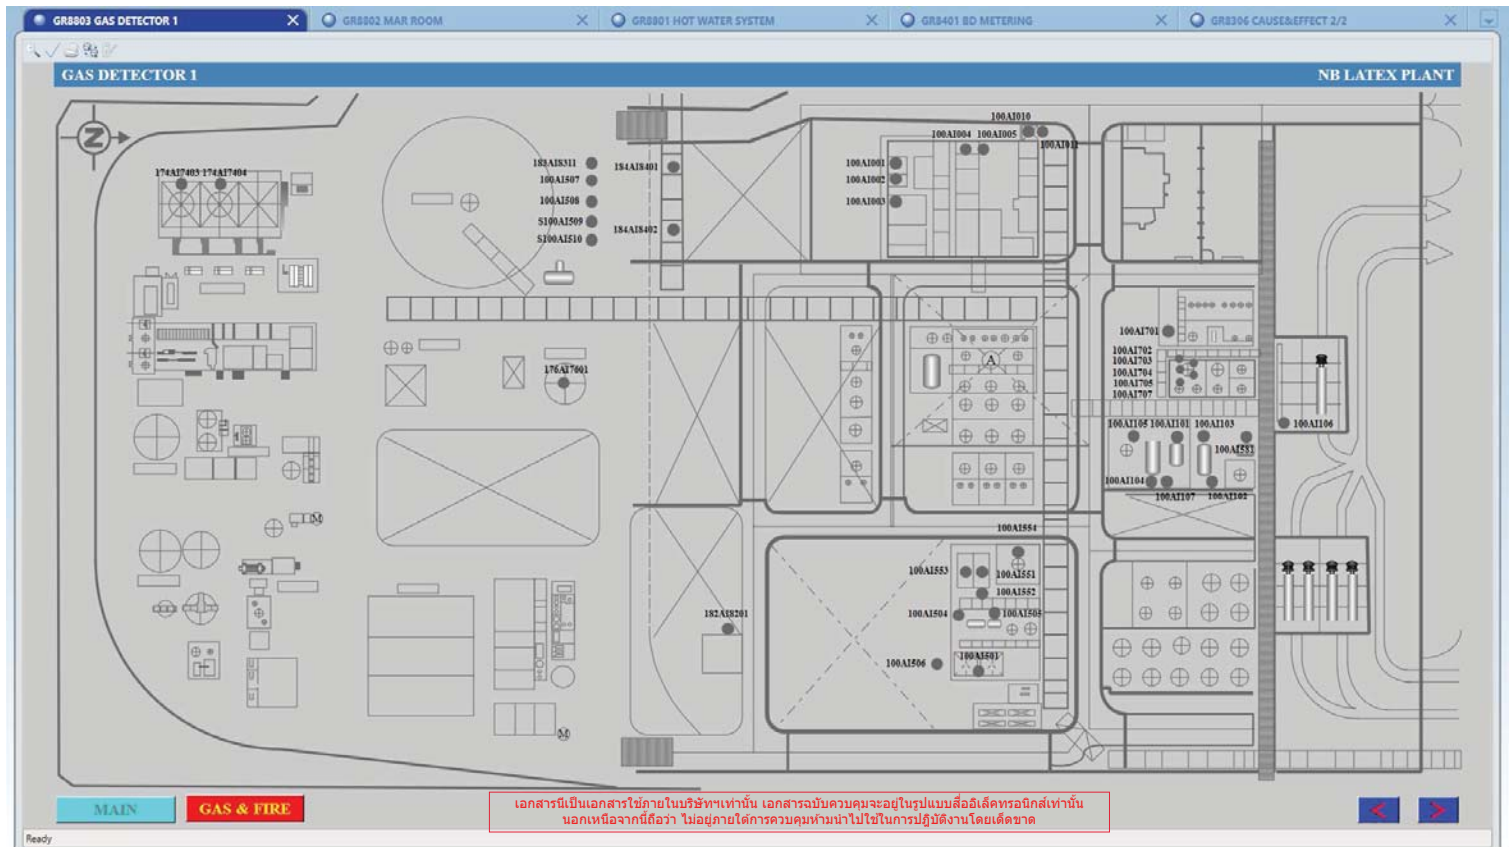 GR8803 GAS DETECTOR 1
GR8802 MAR ROOM
GR8801 HOT WATER SYSTEM
GR8401 BD METERING
GR8306 CAUSE&EFFECT 2/2
GAS DETECTOR 1
NB LATEX PLANT
Z
100AI010
100AI004 100AI005
100AI011
183AI8311
184AI8401
100AI001
174AI7403 174AI7404
100AI507
100AI002
100AI508
100AI003
S100AI509
184AI8402
S100AI510
100AI701
100AI702
100AI703
A
176AI7601
100AI704
100AI705
100AI707
100AI105 100AI101 100AI103
100AI106
100AI581
100AI104
100AI107 100AI102
M
100AI554
100AI553
100AI551
100AI552
182AI8201
100AI504
100AI505
100AI501
100AI506
M
MAIN
GAS & FIRE
เอกสารนี้เป็นเอกสารใช้ภายในบริษัทฯเท่านั้น เอกสารฉบับควบคุมจะอยู่ในรูปแบบสื่ออิเล็คทรอนิกส์เท่านั้น
นอกเหนือจากนี้ถือว่า ไม่อยู่ภายใต้การควบคุมห้ามนำไปใช้ในการปฏิบัติงานโดยเด็ดขาด
<
>
Ready